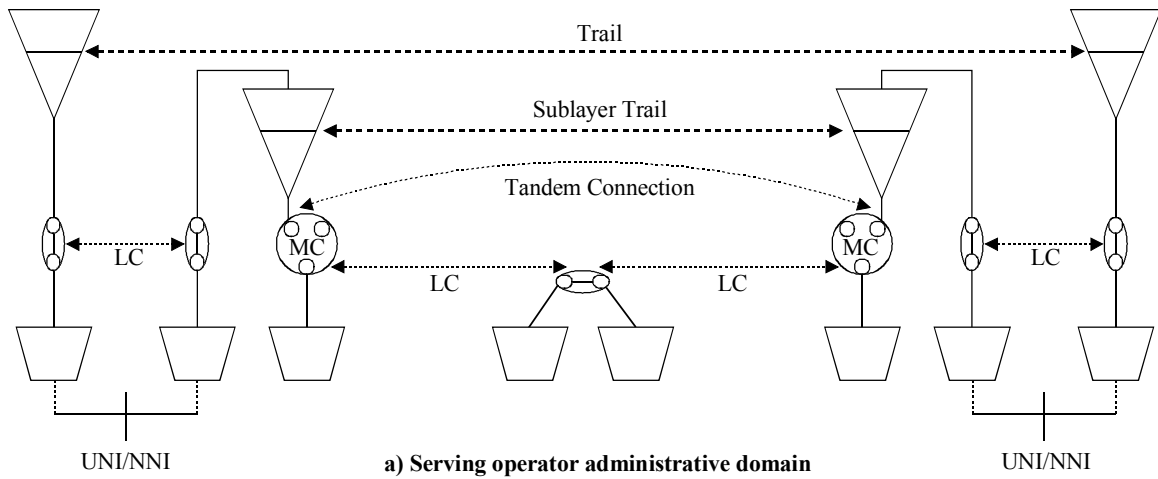 Trail
Sublayer Trail
Tandem Connection
LC
MC
MC
LC
LC
LC
UNI/NNI
a) Serving operator administrative domain
UNI/NNI